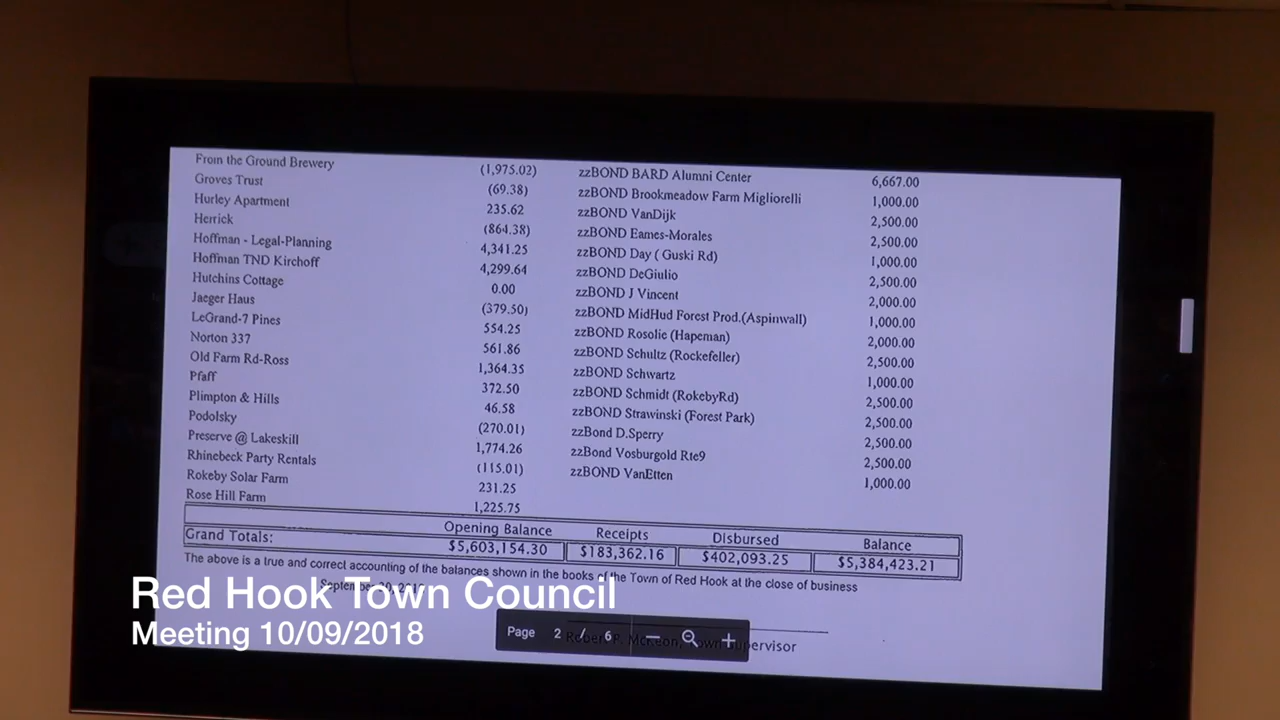 From the Ground Brewery (1,975.02) zzBOND BARD Alumni Center 6,667.00
Groves Trust (69.38) zzBOND Brookmeadow Farm Migliorelli 1,000.00
Hurley Apartment 235.62 zzBOND VanDijk 2,500.00
Herrick (864.38) zzBOND Eames-Morales 2,500.00
Hoffman - Legal-Planning 4,341.25 zzBOND Day ( Guski Rd) 1,000.00
Hoffman TND Kirchoff 4,299.64 zzBOND DeGiulio 2,500.00
Hutchins Cottage 0.00 zzBOND J Vincent 2,000.00
Jaeger Haus (379.50) zzBOND MidHud Forest Prod.(Aspinwall) 1,000.00
LeGrand-7 Pines 554.25 zzBOND Rosolie (Hapeman) 2,000.00
Norton 337 561.86 zzBOND Schultz (Rockefeller) 2,500.00
Old Farm Rd-Ross 1,364.35 zzBOND Schwartz 1,000.00
Pfaff 372.50 zzBOND Schmidt (RokebyRd) 2,500.00
Plimpton & Hills 46.58 zzBOND Strawinski (Forest Park) 2,500.00
Podolsky (270.01) zzBond D.Sperry 2,500.00
Preserve @ Lakeskill 1,774.26 zzBond Vosburgold Rte9 2,500.00
Rhinebeck Party Rentals (115.01) zzBOND VanEtten 1,000.00
Rokeby Solar Farm 231.25
Rose Hill Farm 1,225.75
Opening Balance Receipts Disbursed Balance
Grand Totals: $5,603,154.30 $183,362.16 $402,093.25 $5,384,423.21
The above is a true and correct accounting of the balances shown in the books of the Town of Red Hook at the close of business
Red Hook Town Council
Meeting 10/09/2018
Page 2 / 6
Supervisor